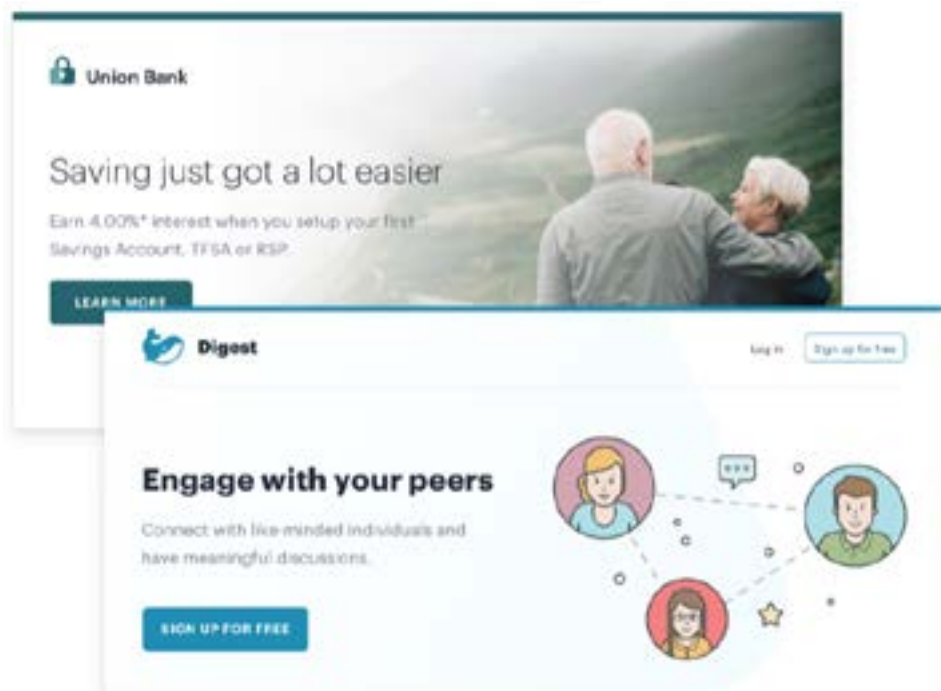 Union Bank
Saving just got a lot easier
Earn 4.00%* interest when you setup your first
Savings Account, TFSA or RSP.
LEARN MORE
Digest
Log in
Sign up for free
Engage with your peers
Connect with like-minded individuals and
have meaningful discussions.
SIGN UP FOR FREE